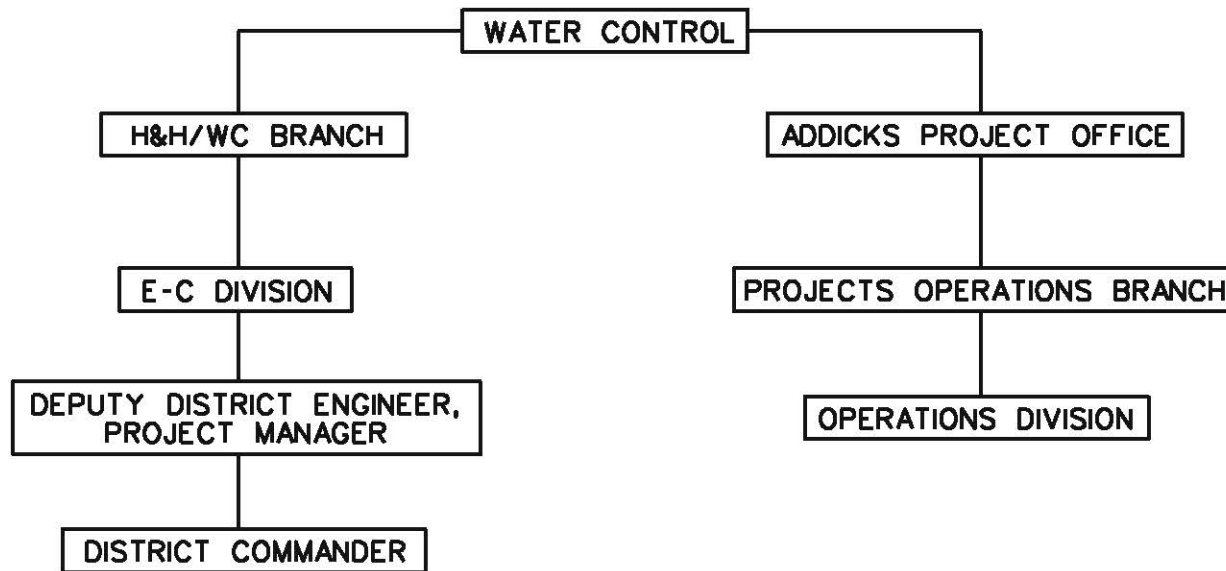 WATER CONTROL
H&H/WC BRANCH
ADDICKS PROJECT OFFICE
E-C DIVISION
PROJECTS OPERATIONS BRANCH
DEPUTY DISTRICT ENGINEER,
PROJECT MANAGER
OPERATIONS DIVISION
DISTRICT COMMANDER